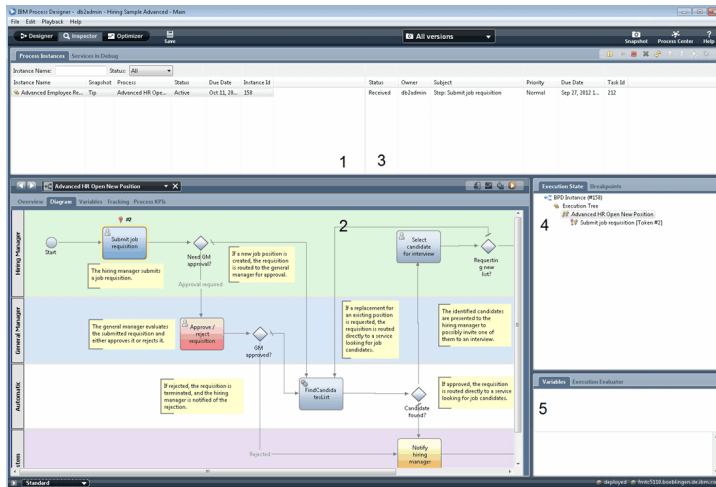 IBM Process Designer - db2admin - Hiring Sample Advanced - Main
File Edit Playback Help
Designer Inspector Optimizer Save All versions Snapshot Process Center Help
Process Instances Services in Debug
Instance Name: Status: All
Instance Name Snapshot Process Status Due Date Instance Id Status Owner Subject Priority Due Date Task Id
Advanced Employee Re... Tip Advanced HR Ope... Active Oct 11, 20... 158 Received db2admin Step: Submit job requisition Normal Sep 27, 2012 1... 212
1 3
Advanced HR Open New Position
Overview Diagram Variables Tracking Process KPIs
Hiring Manager
#2
Start
Submit job
requisition
Need GM
approval?
Approval required
The hiring manager submits
a job requisition.
If a new job position is
created, the requisition
is routed to the general
manager for approval.
2
Select
candidate
for interview
Requestin
g new
list?
General Manager
The general manager evaluates
the submitted requisition and
either approves it or rejects it.
Approve /
reject
requisition
GM
approved?
If a replacement for
an existing position
is requested, the
requisition is routed
directly to a service
looking for job
candidates.
The identified candidates
are presented to the
hiring manager to
possibly invite one of
them to an interview.
Automatic
If rejected, the requisition is
terminated, and the hiring
manager is notified of the
rejection.
FindCandida
tesList
Candidate
found?
If approved, the requisition
is routed directly to a service
looking for job candidates.
stem
Rejected
Notify
hiring
manager
Execution State Breakpoints
BPD Instance (#158)
Execution Tree
Advanced HR Open New Position
Submit job requisition [Token #2]
4
Variables Execution Evaluator
5
Standard deployed fmtc5118.boeblingen.de.ibm.co